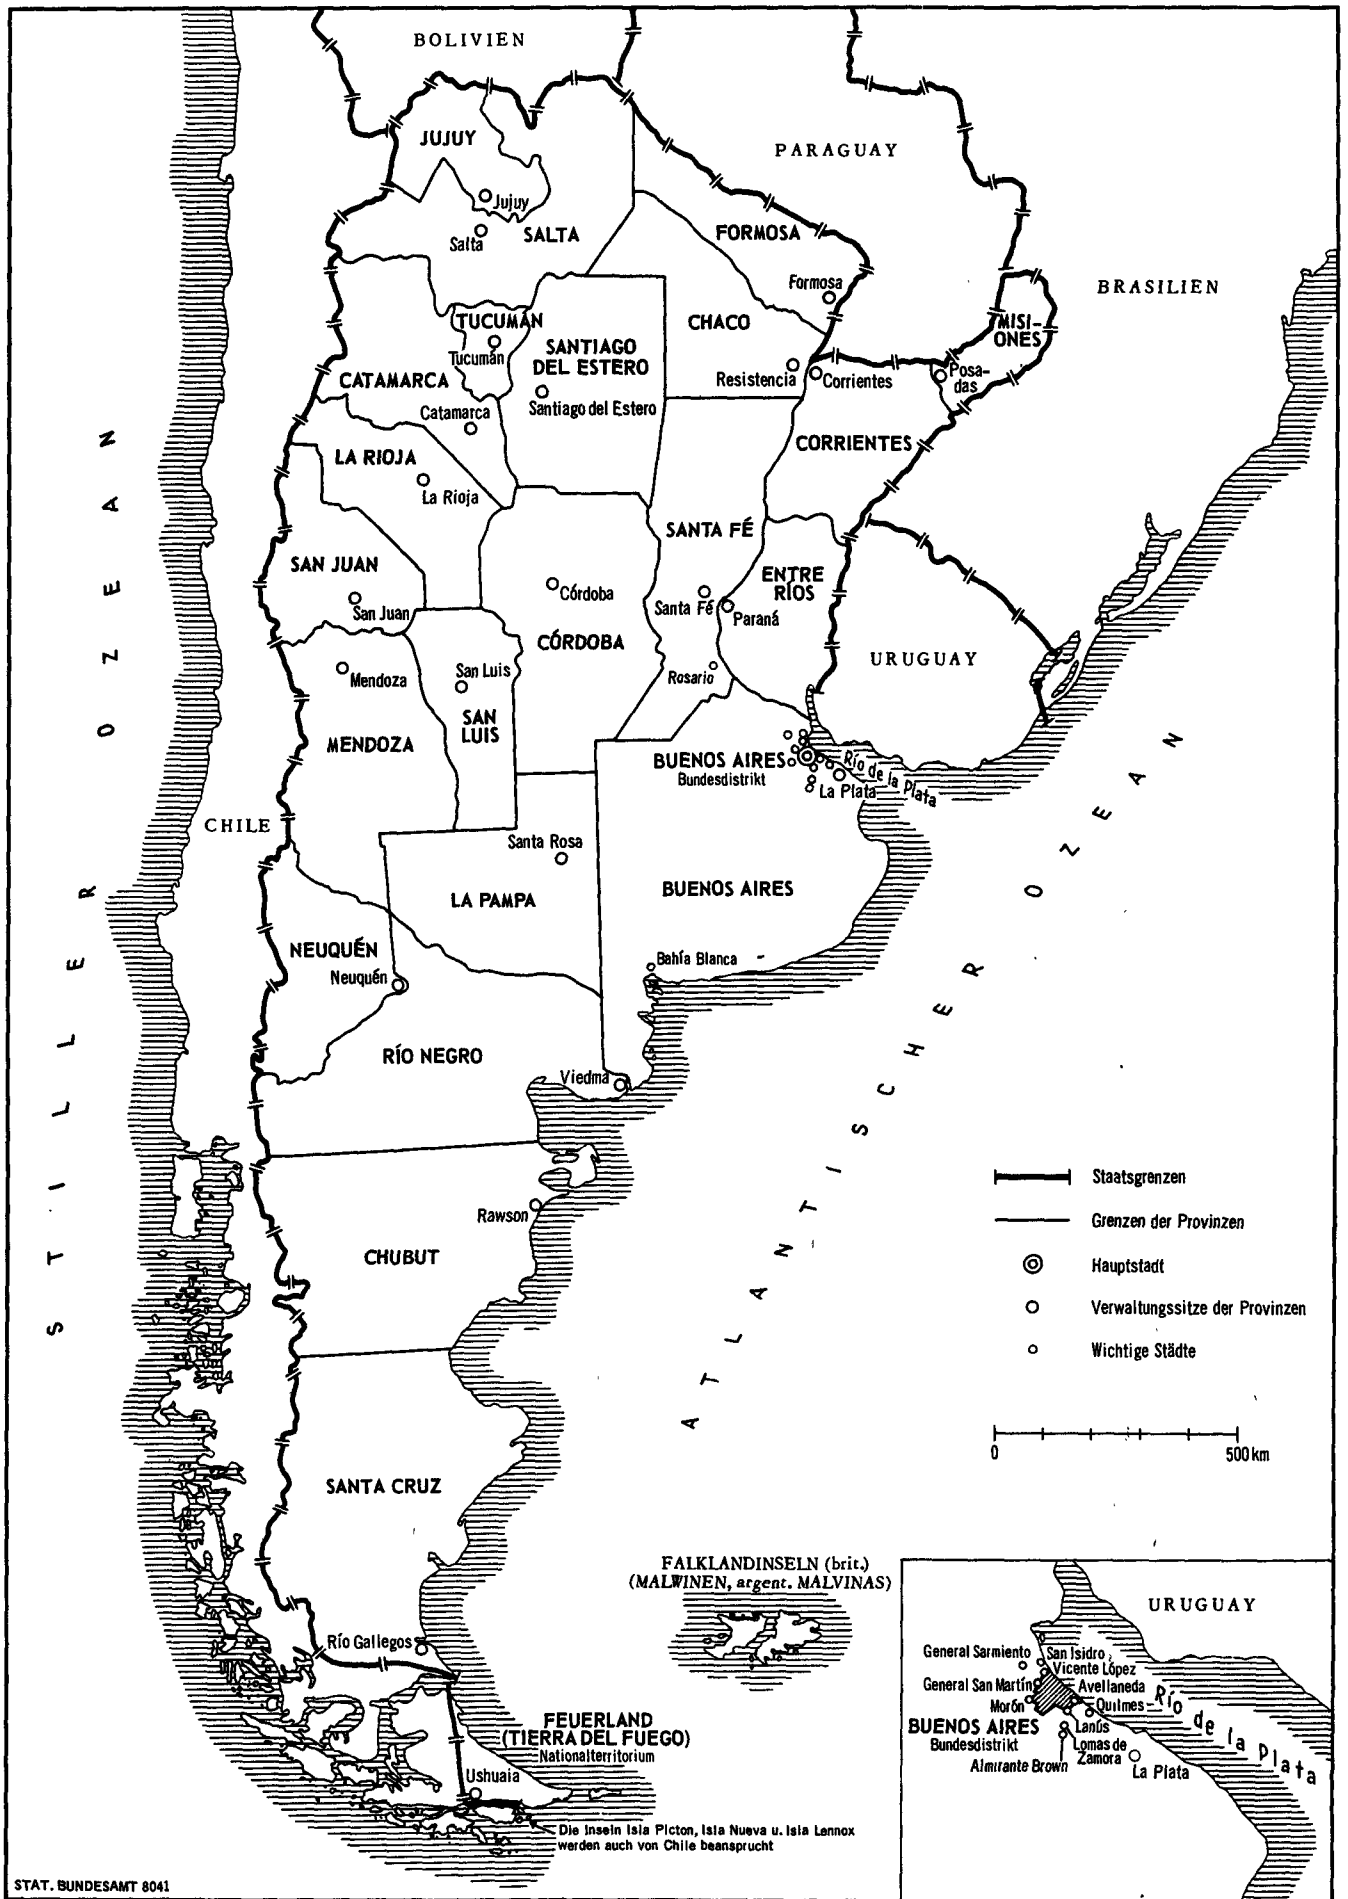 BOLIVIEN
PARAGUAY
BRASILIEN
JUJUY
Jujuy
Salta
SALTA
FORMOSA
Formosa
CHACO
MISI-
ONES
TUCUMÁN
Tucumán
SANTIAGO
DEL ESTERO
Santiago del Estero
CATAMARCA
Catamarca
Resistencia
Corrientes
Posa-
das
CORRIENTES
LA RIOJA
La Rioja
SANTA FÉ
SAN JUAN
San Juan
Córdoba
CÓRDOBA
Santa Fé
ENTRE
RÍOS
Paraná
Rosario
URUGUAY
Mendoza
MENDOZA
San Luis
SAN
LUIS
BUENOS AIRES
Bundesdistrikt
Río de la Plata
La Plata
CHILE
Santa Rosa
LA PAMPA
BUENOS AIRES
NEUQUÉN
Neuquén
Bahía Blanca
RÍO NEGRO
Viedma
Rawson
CHUBUT
SANTA CRUZ
STILLER OZEAN
ATLANTISCHER OZEAN
Staatsgrenzen
Grenzen der Provinzen
Hauptstadt
Verwaltungssitze der Provinzen
Wichtige Städte
0
500 km
FALKLANDINSELN (brit.)
(MALWINEN, argent. MALVINAS)
Río Gallegos
FEUERLAND
(TIERRA DEL FUEGO)
Nationalterritorium
Ushuaia
Die Inseln Isla Picton, Isla Nueva u. Isla Lennox
werden auch von Chile beansprucht
URUGUAY
General Sarmiento
San Isidro
Vicente López
General San Martín
Avellaneda
Morón
Quilmes
BUENOS AIRES
Bundesdistrikt
Lanús
Lomas de
Zamora
Almirante Brown
La Plata
Río de la Plata
STAT. BUNDESAMT 8041